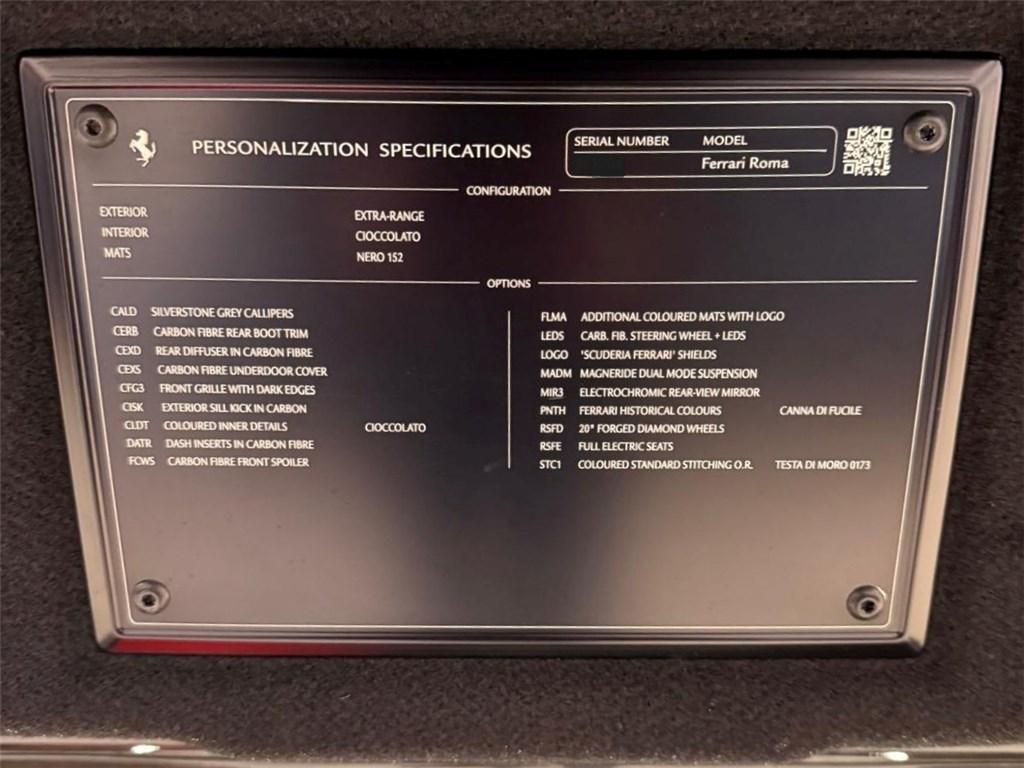 PERSONALIZATION SPECIFICATIONS
SERIAL NUMBER MODEL
Ferrari Roma
CONFIGURATION
EXTERIOR EXTRA-RANGE
INTERIOR CIOCCOLATO
MATS NERO 152
OPTIONS
CALD SILVERSTONE GREY CALLIPERS
CERB CARBON FIBRE REAR BOOT TRIM
CEXD REAR DIFFUSER IN CARBON FIBRE
CEXS CARBON FIBRE UNDERDOOR COVER
CFG3 FRONT GRILLE WITH DARK EDGES
CISK EXTERIOR SILL KICK IN CARBON
CLDT COLOURED INNER DETAILS CIOCCOLATO
DATR DASH INSERTS IN CARBON FIBRE
FCWS CARBON FIBRE FRONT SPOILER
FLMA ADDITIONAL COLOURED MATS WITH LOGO
LEDS CARB. FIB. STEERING WHEEL + LEDS
LOGO 'SCUDERIA FERRARI' SHIELDS
MADM MAGNERIDE DUAL MODE SUSPENSION
MIR3 ELECTROCHROMIC REAR-VIEW MIRROR
PNTH FERRARI HISTORICAL COLOURS CANNA DI FUCILE
RSFD 20" FORGED DIAMOND WHEELS
RSFE FULL ELECTRIC SEATS
STC1 COLOURED STANDARD STITCHING O.R. TESTA DI MORO 0173